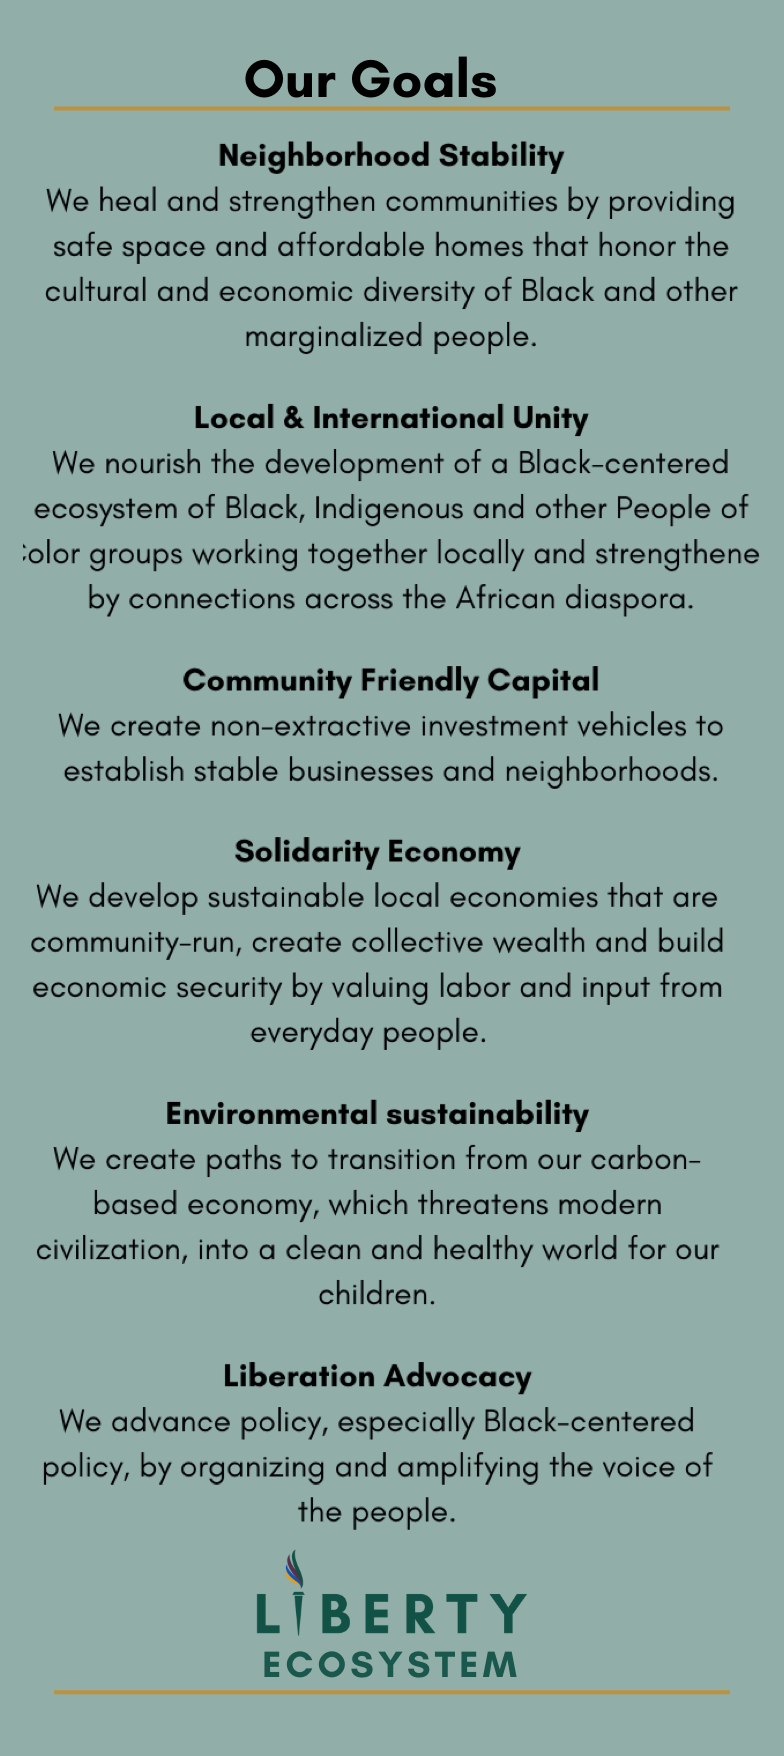 Our Goals
Neighborhood Stability
We heal and strengthen communities by providing
safe space and affordable homes that honor the
cultural and economic diversity of Black and other
marginalized people.
Local & International Unity
We nourish the development of a Black-centered
ecosystem of Black, Indigenous and other People of
olor groups working together locally and strengthene
by connections across the African diaspora.
Community Friendly Capital
We create non-extractive investment vehicles to
establish stable businesses and neighborhoods.
Solidarity Economy
We develop sustainable local economies that are
community-run, create collective wealth and build
economic security by valuing labor and input from
everyday people.
Environmental sustainability
We create paths to transition from our carbon-
based economy, which threatens modern
civilization, into a clean and healthy world for our
children.
Liberation Advocacy
We advance policy, especially Black-centered
policy, by organizing and amplifying the voice of
the people.
LIBERTY
ECOSYSTEM